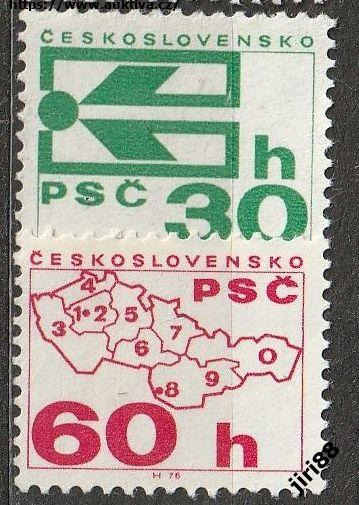 https://www.auktiva.cz/
ČESKOSLOVENSKO
h
PSČ 30
ČESKOSLOVENSKO
PSČ
4
1 2 5
3 7
6 0
8 9
60 h
H 76
jiri88